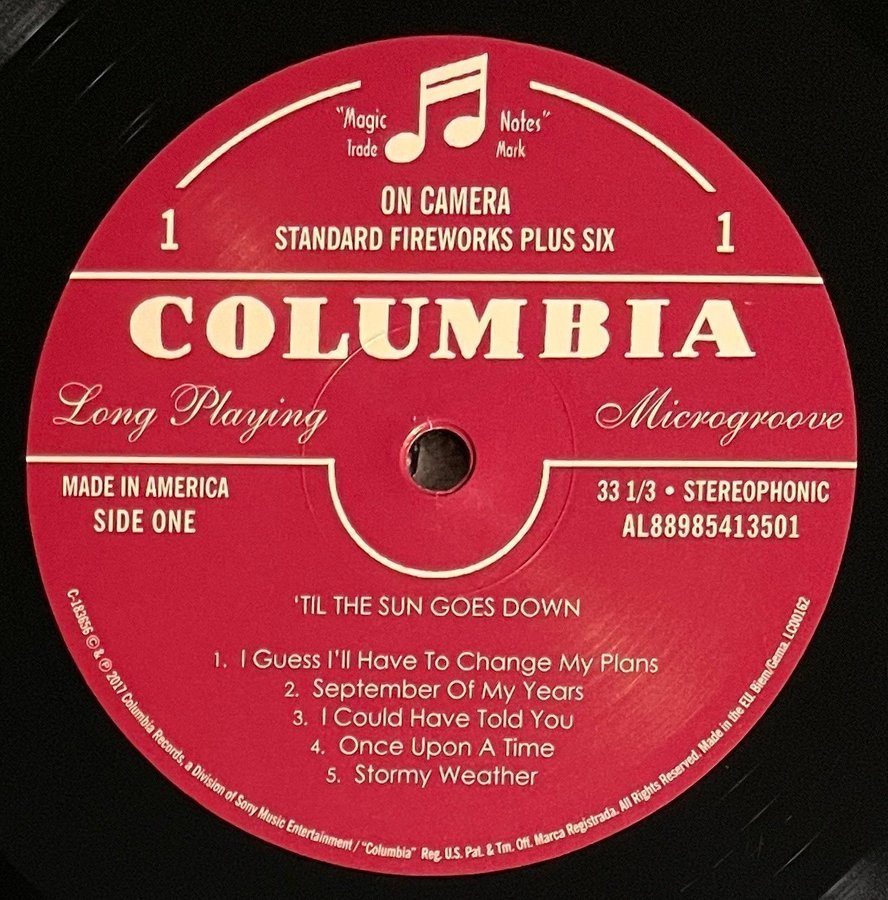 "Magic Notes"
Trade Mark
ON CAMERA
1 STANDARD FIREWORKS PLUS SIX 1
COLUMBIA
Long Playing Microgroove
MADE IN AMERICA 33 1/3 • STEREOPHONIC
SIDE ONE AL88985413501
'TIL THE SUN GOES DOWN
1. I Guess I'll Have To Change My Plans
2. September Of My Years
3. I Could Have Told You
4. Once Upon A Time
5. Stormy Weather
C-183656 © & ℗ 2017 Columbia Records, a Division of Sony Music Entertainment / "Columbia" Reg. U.S. Pat. & Tm. Off. Marca Registrada. All Rights Reserved. Made in the EU. Biem/Gema. LC00162